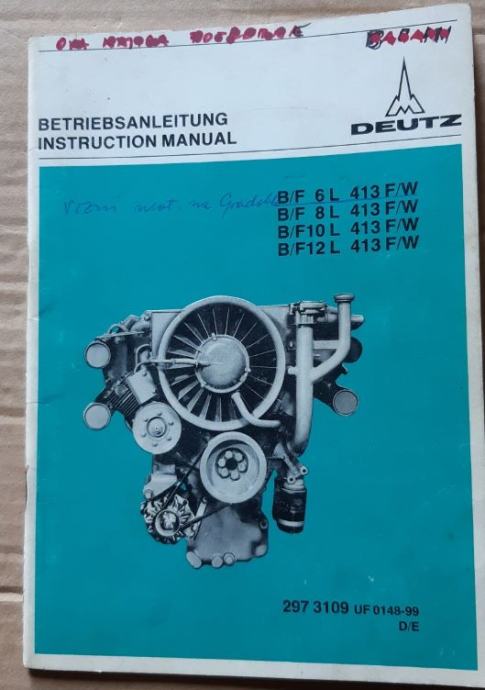 BETRIEBSANLEITUNG
INSTRUCTION MANUAL
DEUTZ
B/F 6 L 413 F/W
B/F 8 L 413 F/W
B/F10 L 413 F/W
B/F12 L 413 F/W
297 3109 UF 0148-99
D/E